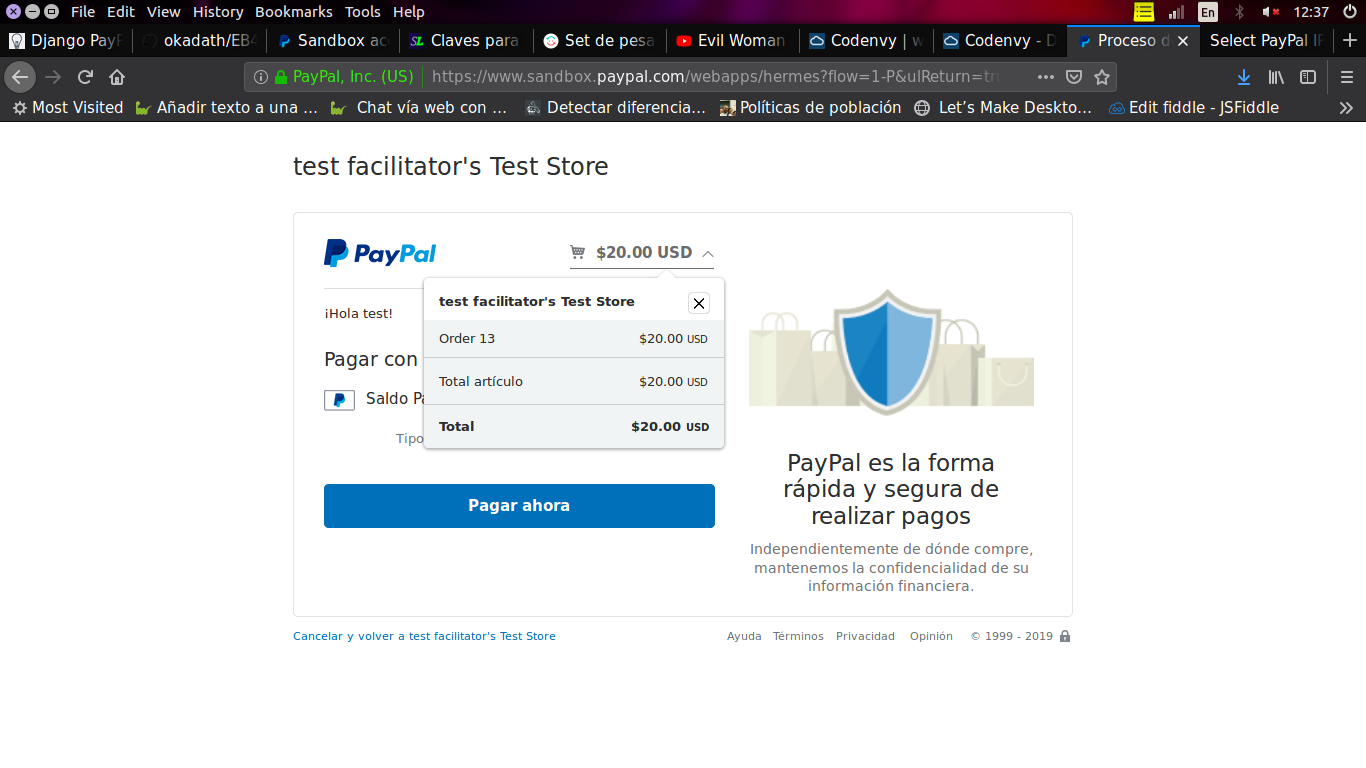 File Edit View History Bookmarks Tools Help
En
12:37
Django PayP
okadath/EB4
Sandbox acc
SL Claves para
Set de pesa
Evil Woman
Codenvy | w
Codenvy - D
Proceso d
Select PayPal IP
PayPal, Inc. (US)
https://www.sandbox.paypal.com/webapps/hermes?flow=1-P&ulReturn=tr
Most Visited
Añadir texto a una ...
Chat vía web con ...
Detectar diferencia...
Políticas de población
Let’s Make Deskto...
Edit fiddle - JSFiddle
test facilitator's Test Store
PayPal
$20.00 USD
¡Hola test!
test facilitator's Test Store
Order 13 $20.00 USD
Total artículo $20.00 USD
Total $20.00 USD
Pagar con
Saldo Pa
Tipo
Pagar ahora
PayPal es la forma
rápida y segura de
realizar pagos
Independientemente de dónde compre,
mantenemos la confidencialidad de su
información financiera.
Cancelar y volver a test facilitator's Test Store
Ayuda Términos Privacidad Opinión © 1999 - 2019